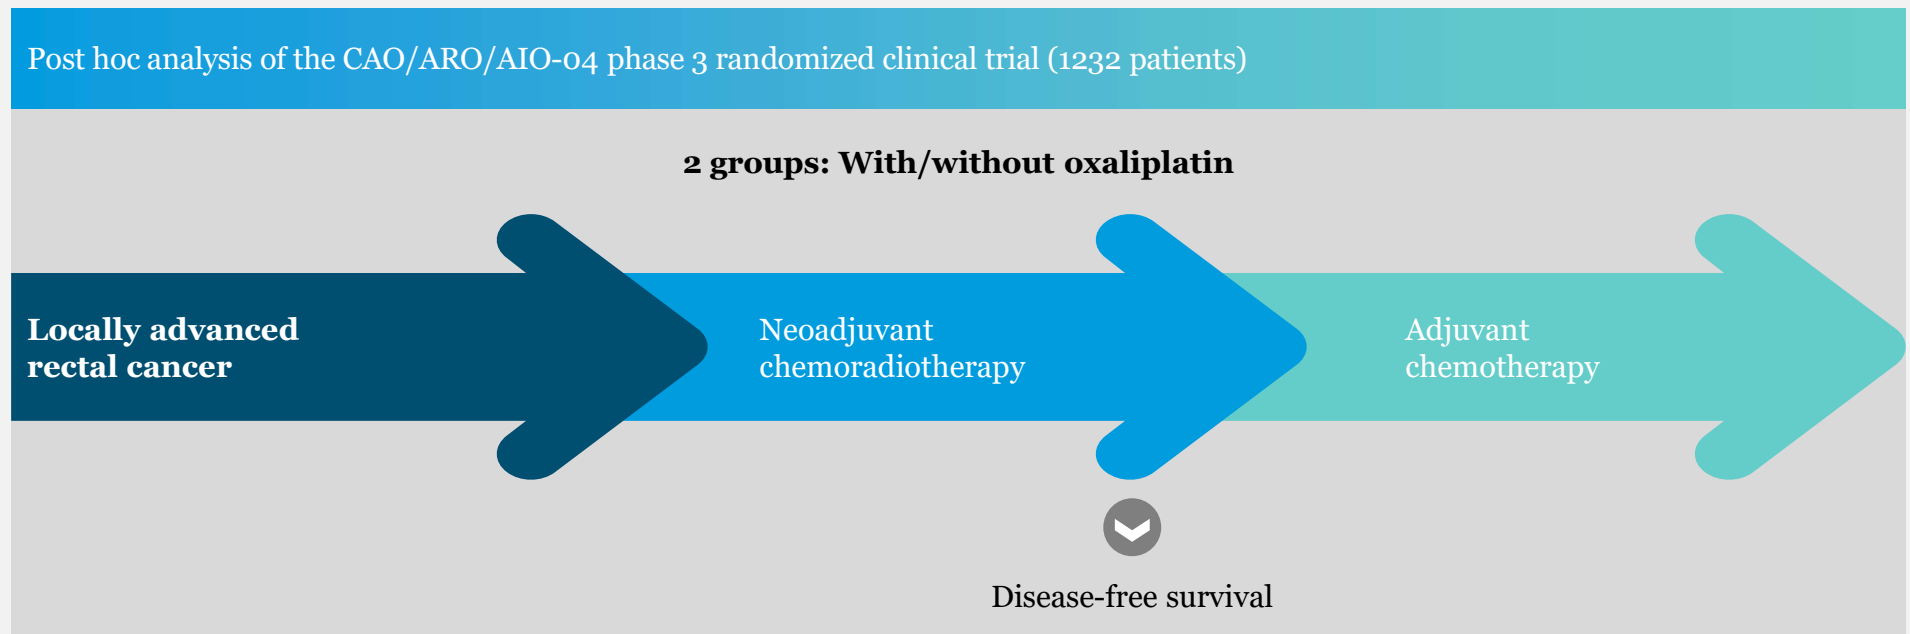 Post hoc analysis of the CAO/ARO/AIO-04 phase 3 randomized clinical trial (1232 patients)
2 groups: With/without oxaliplatin
Locally advanced
rectal cancer
Neoadjuvant
chemoradiotherapy
Adjuvant
chemotherapy
Disease-free survival